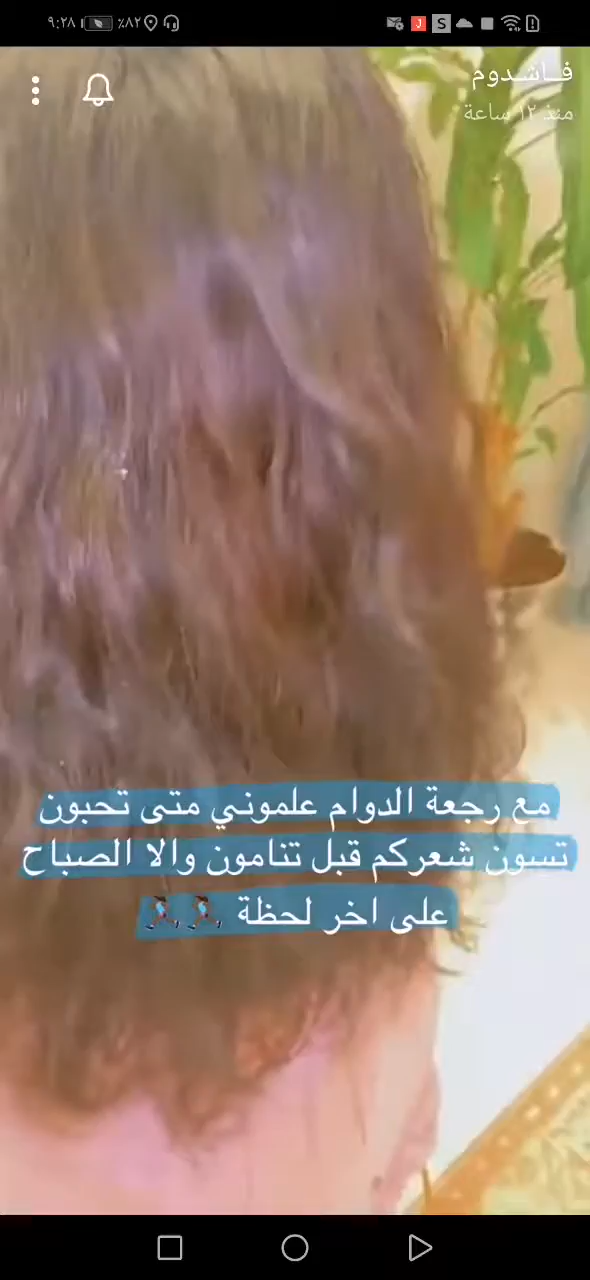 ٩:٢٨ ٪٨٢ J S
فـاشـدوم
منذ ١٢ ساعة
مع رجعة الدوام علموني متى تحبون
تسون شعركم قبل تنامون والا الصباح
على اخر لحظة 🏃🏾‍♀️🏃🏾‍♀️